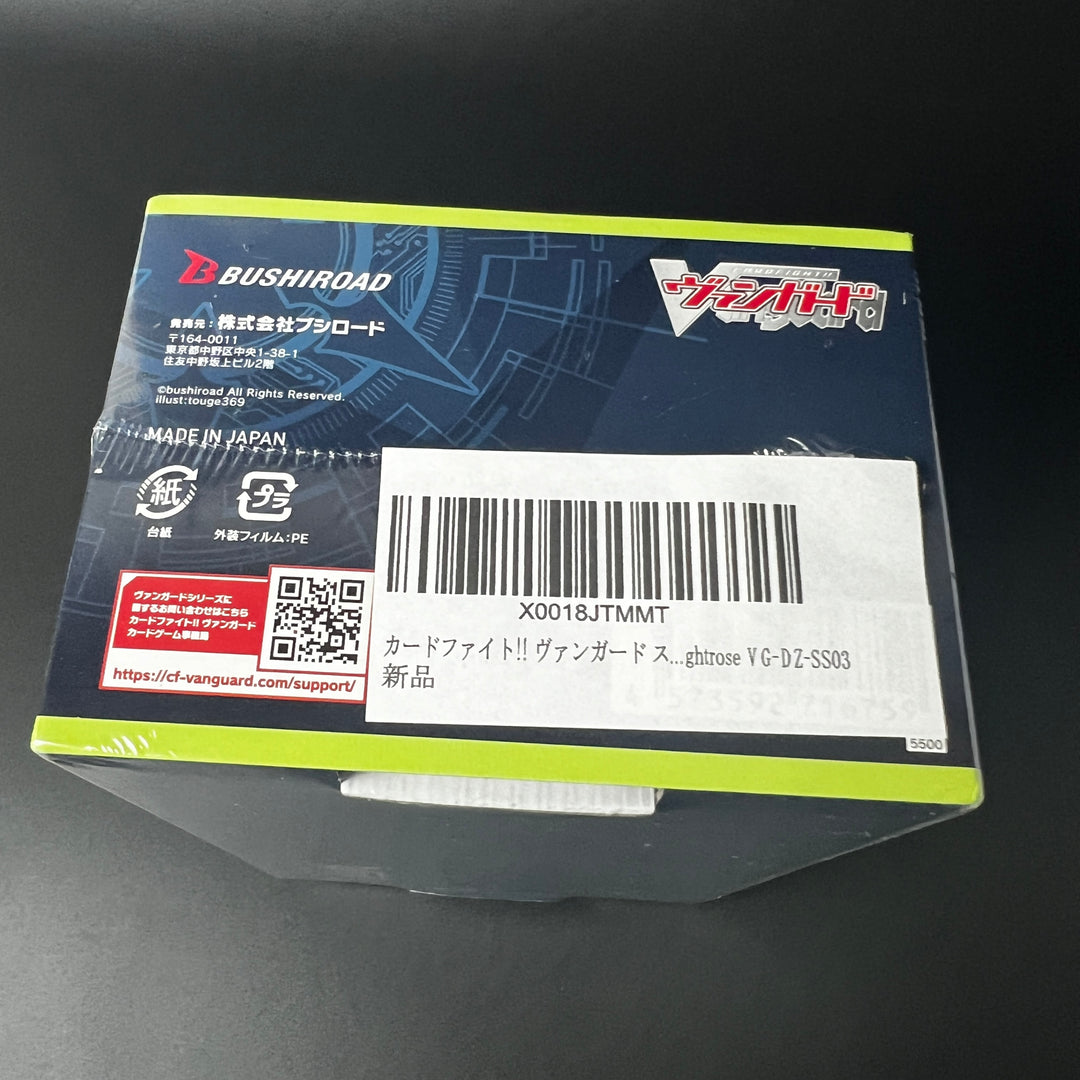 BUSHIROAD
CARDFIGHT!!
ヴァンガード
発売元：株式会社ブシロード
〒164-0011
東京都中野区中央1-38-1
住友中野坂上ビル2階
©bushiroad All Rights Reserved.
illust:touge369
MADE IN JAPAN
紙
台紙
プラ
外装フィルム:PE
ヴァンガードシリーズに
関するお問い合わせはこちら
カードファイト!! ヴァンガード
カードゲーム事務局
https://cf-vanguard.com/support/
X0018JTMMT
カードファイト!! ヴァンガード ス...ghtrose VG-DZ-SS03
新品
5500